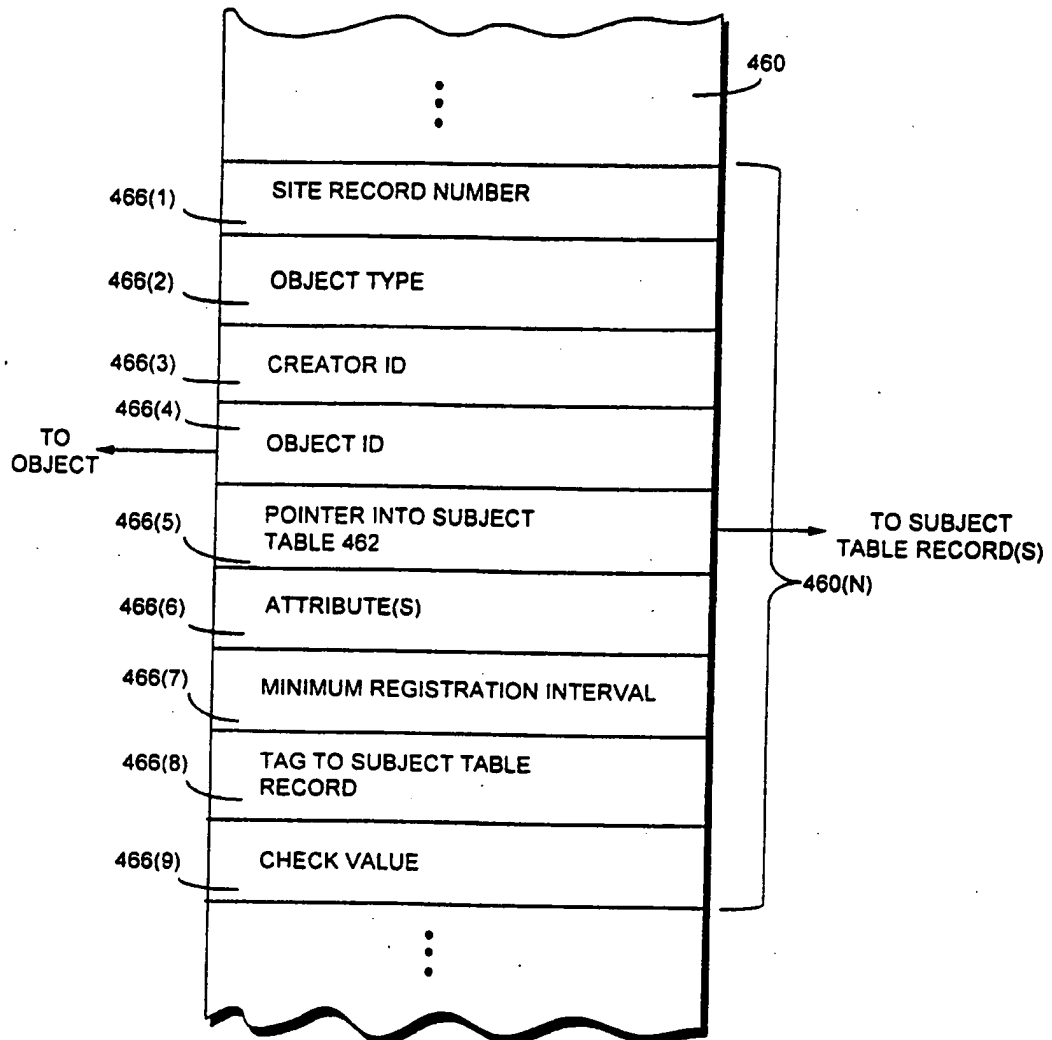 460
466(1)
SITE RECORD NUMBER
466(2)
OBJECT TYPE
466(3)
CREATOR ID
466(4)
OBJECT ID
TO
OBJECT
466(5)
POINTER INTO SUBJECT
TABLE 462
TO SUBJECT
TABLE RECORD(S)
460(N)
466(6)
ATTRIBUTE(S)
466(7)
MINIMUM REGISTRATION INTERVAL
466(8)
TAG TO SUBJECT TABLE
RECORD
466(9)
CHECK VALUE